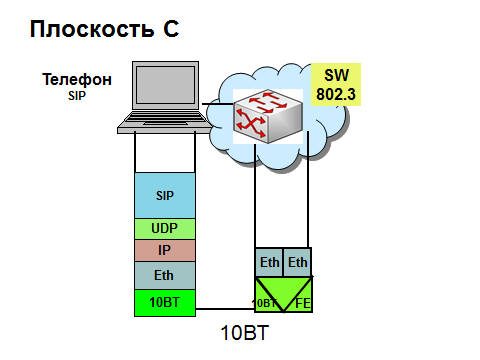 Плоскость C
Телефон
SIP
SW
802.3
SIP
UDP
IP
Eth
10BT
Eth Eth
10BT FE
10BT